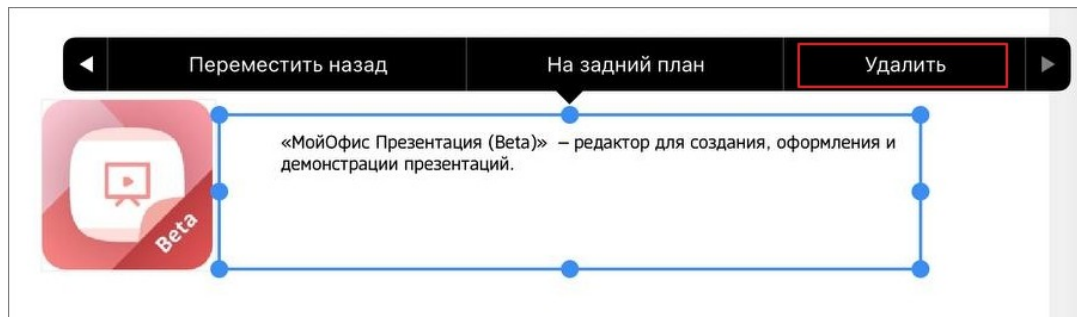 Переместить назад
На задний план
Удалить
«МойОфис Презентация (Beta)» – редактор для создания, оформления и
демонстрации презентаций.
Beta